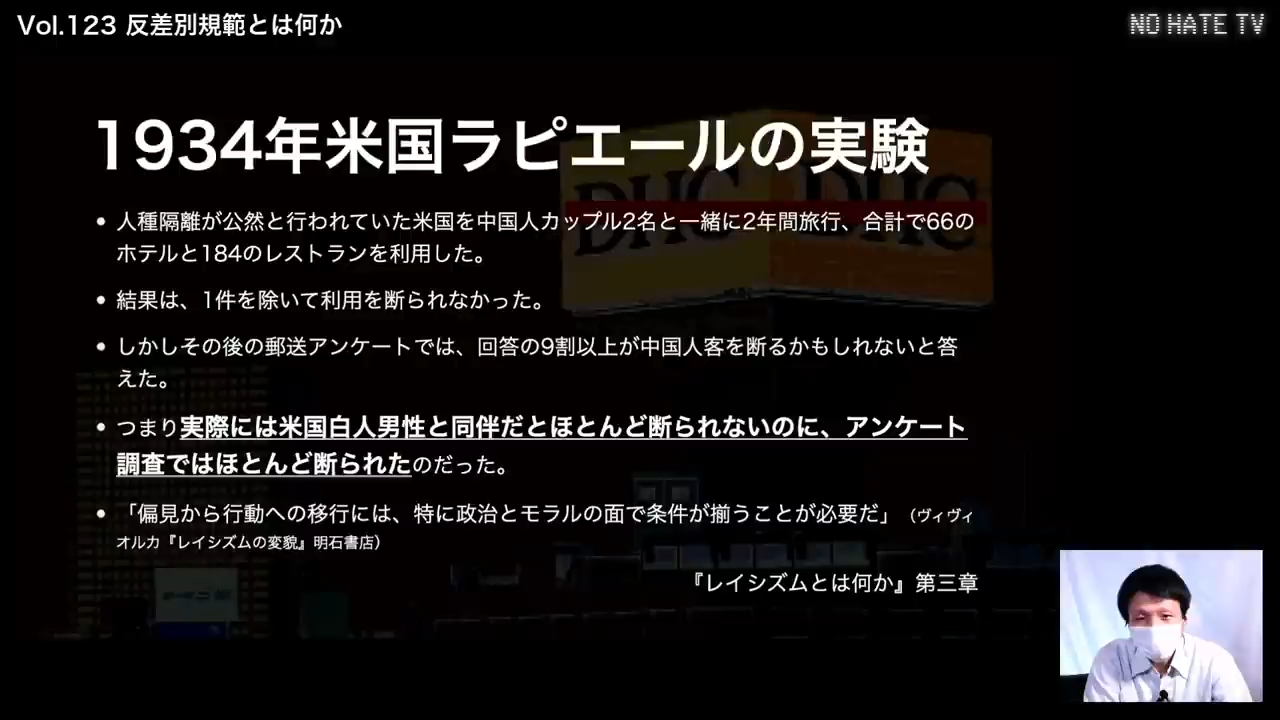 Vol.123 反差別規範とは何か
NO HATE TV
1934年米国ラピエールの実験
DHC DHC
• 人種隔離が公然と行われていた米国を中国人カップル2名と一緒に2年間旅行、合計で66の
ホテルと184のレストランを利用した。
• 結果は、1件を除いて利用を断られなかった。
• しかしその後の郵送アンケートでは、回答の9割以上が中国人客を断るかもしれないと答
えた。
• つまり実際には米国白人男性と同伴だとほとんど断られないのに、アンケート
調査ではほとんど断られたのだった。
• 「偏見から行動への移行には、特に政治とモラルの面で条件が揃うことが必要だ」（ヴィヴィ
オルカ『レイシズムの変貌』明石書店）
『レイシズムとは何か』第三章